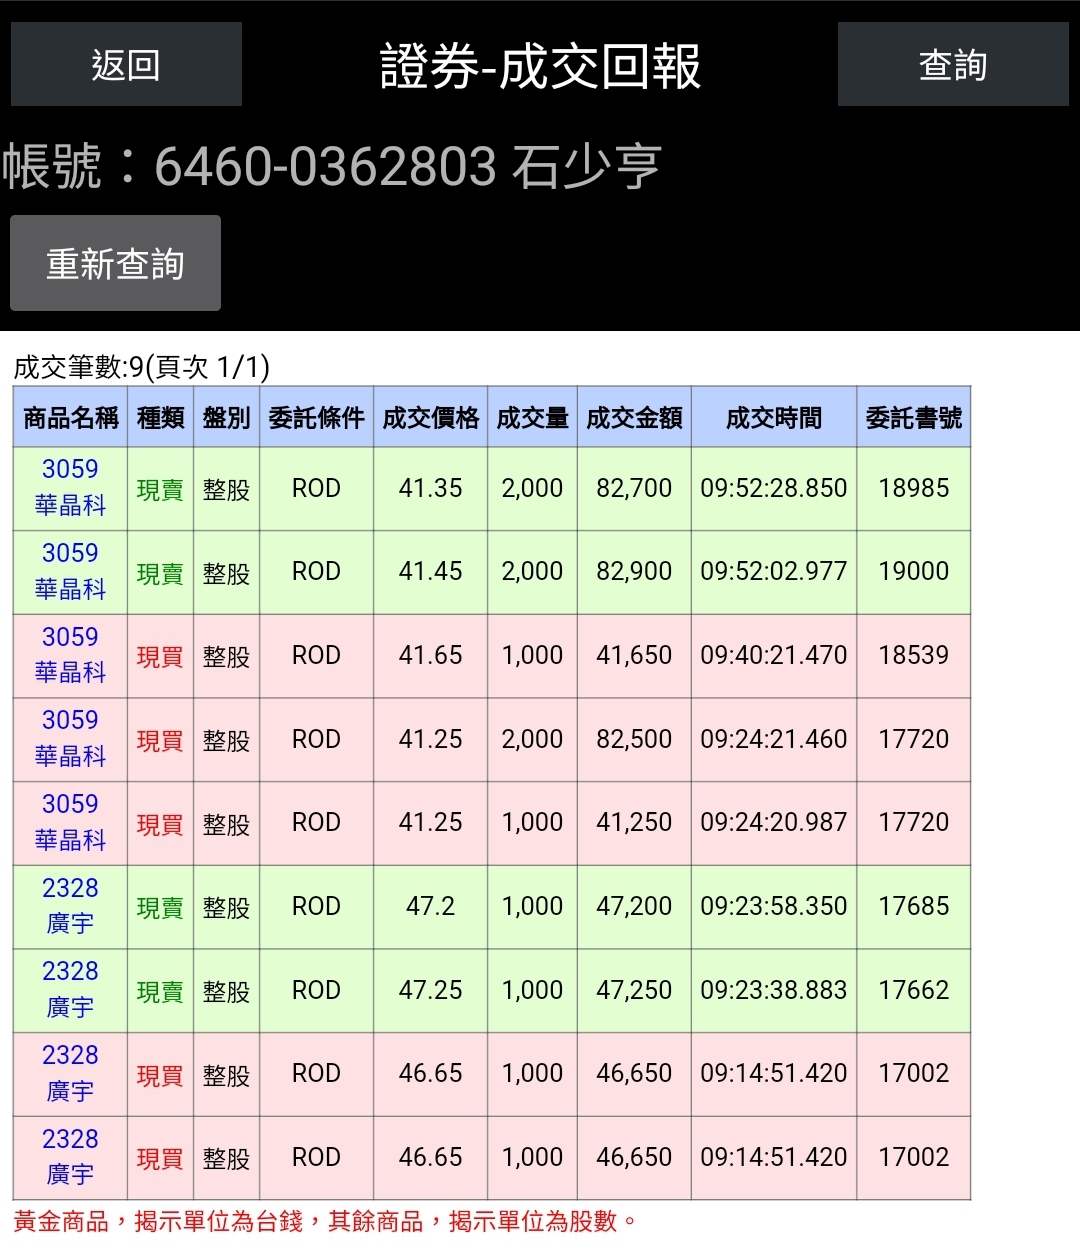 返回 證券-成交回報 查詢
帳號：6460-0362803 石少亨
重新查詢
成交筆數:9(頁次 1/1)
商品名稱 種類 盤別 委託條件 成交價格 成交量 成交金額 成交時間 委託書號
3059
華晶科 現賣 整股 ROD 41.35 2,000 82,700 09:52:28.850 18985
3059
華晶科 現賣 整股 ROD 41.45 2,000 82,900 09:52:02.977 19000
3059
華晶科 現買 整股 ROD 41.65 1,000 41,650 09:40:21.470 18539
3059
華晶科 現買 整股 ROD 41.25 2,000 82,500 09:24:21.460 17720
3059
華晶科 現買 整股 ROD 41.25 1,000 41,250 09:24:20.987 17720
2328
廣宇 現賣 整股 ROD 47.2 1,000 47,200 09:23:58.350 17685
2328
廣宇 現賣 整股 ROD 47.25 1,000 47,250 09:23:38.883 17662
2328
廣宇 現買 整股 ROD 46.65 1,000 46,650 09:14:51.420 17002
2328
廣宇 現買 整股 ROD 46.65 1,000 46,650 09:14:51.420 17002
黃金商品，揭示單位為台錢，其餘商品，揭示單位為股數。